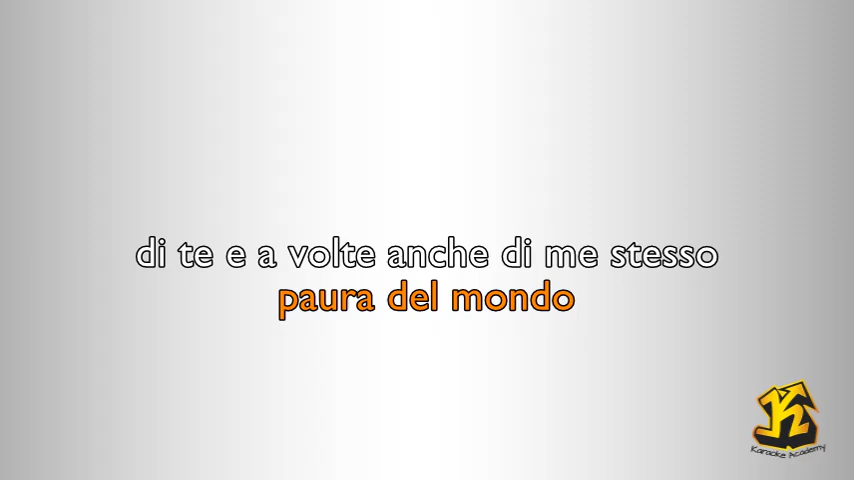 di te e a volte anche di me stesso
paura del mondo
K
Karaoke Academy